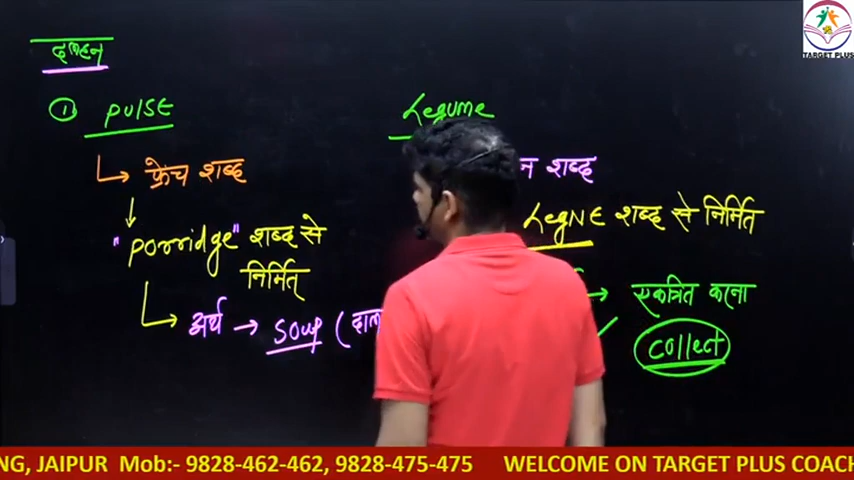 दलहन
① PULSE
Legume
↳ फ्रेंच शब्द
न शब्द
"Porridge" शब्द से
निर्मित
LegNE शब्द से निर्मित
↳ अर्थ → Soup (दाल
→ एकत्रित करना
collect
TARGET PLUS
NG, JAIPUR Mob:- 9828-462-462, 9828-475-475 WELCOME ON TARGET PLUS COACH